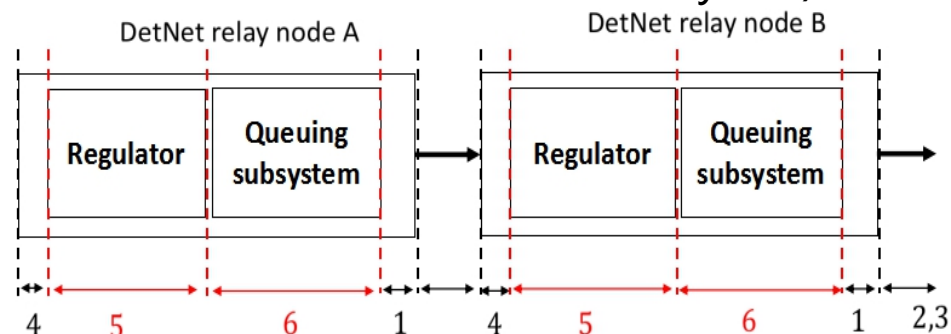 DetNet relay node A
DetNet relay node B
Regulator
Queuing
subsystem
Regulator
Queuing
subsystem
4 5 6 1 4 5 6 1 2,3